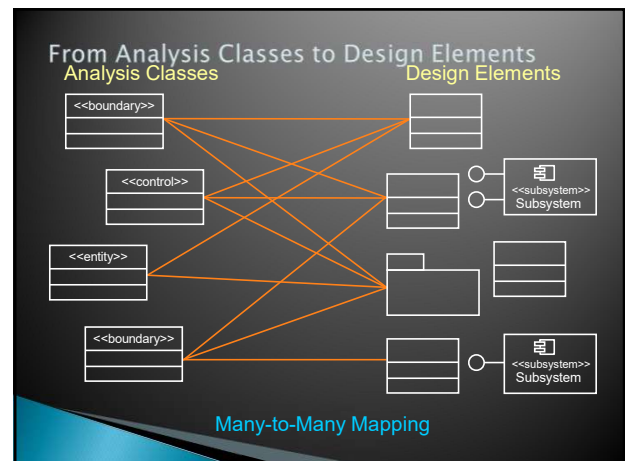 From Analysis Classes to Design Elements
Analysis Classes
Design Elements
<<boundary>>
<<control>>
<<entity>>
<<boundary>>
<<subsystem>>
Subsystem
<<subsystem>>
Subsystem
Many-to-Many Mapping